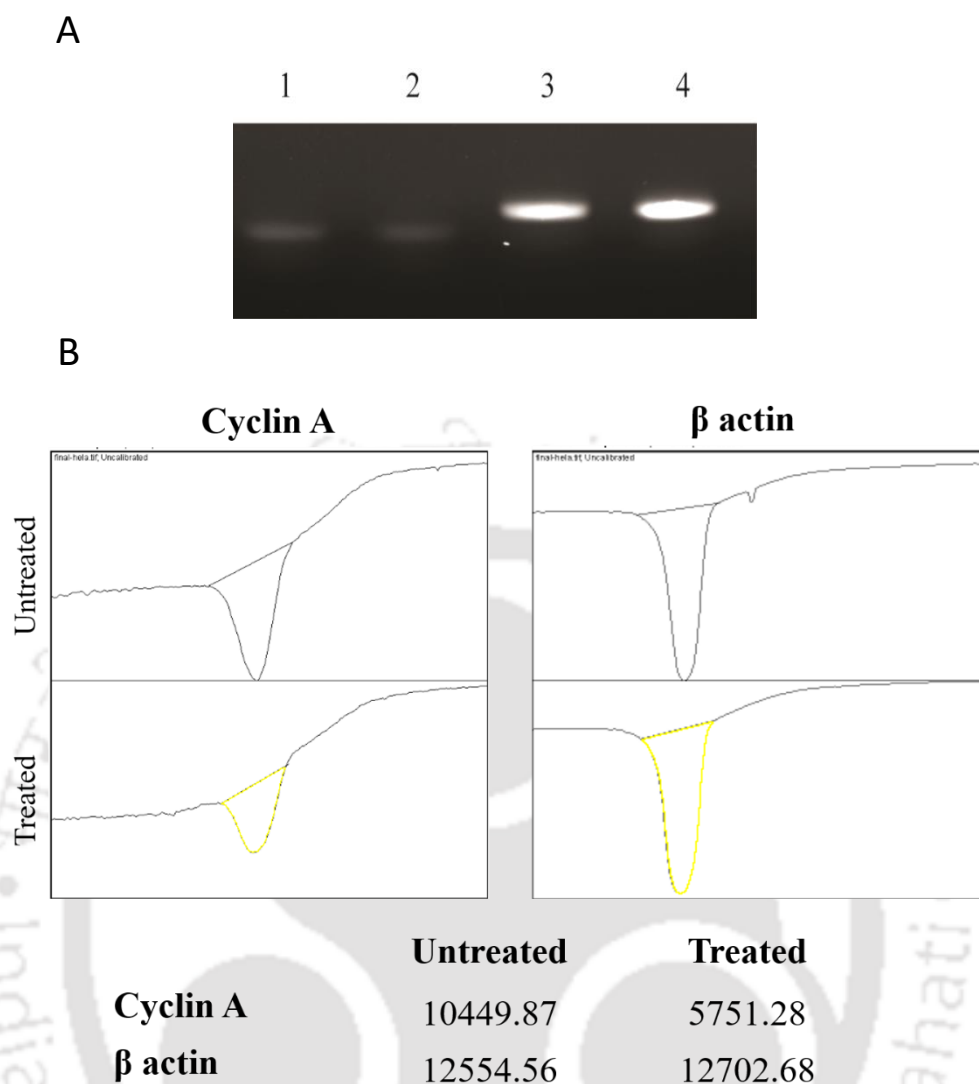 A
1 2 3 4
B
Cyclin A β actin
final-hela.tif, Uncalibrated final-hela.tif, Uncalibrated
Untreated
Treated
Untreated Treated
Cyclin A 10449.87 5751.28
β actin 12554.56 12702.68